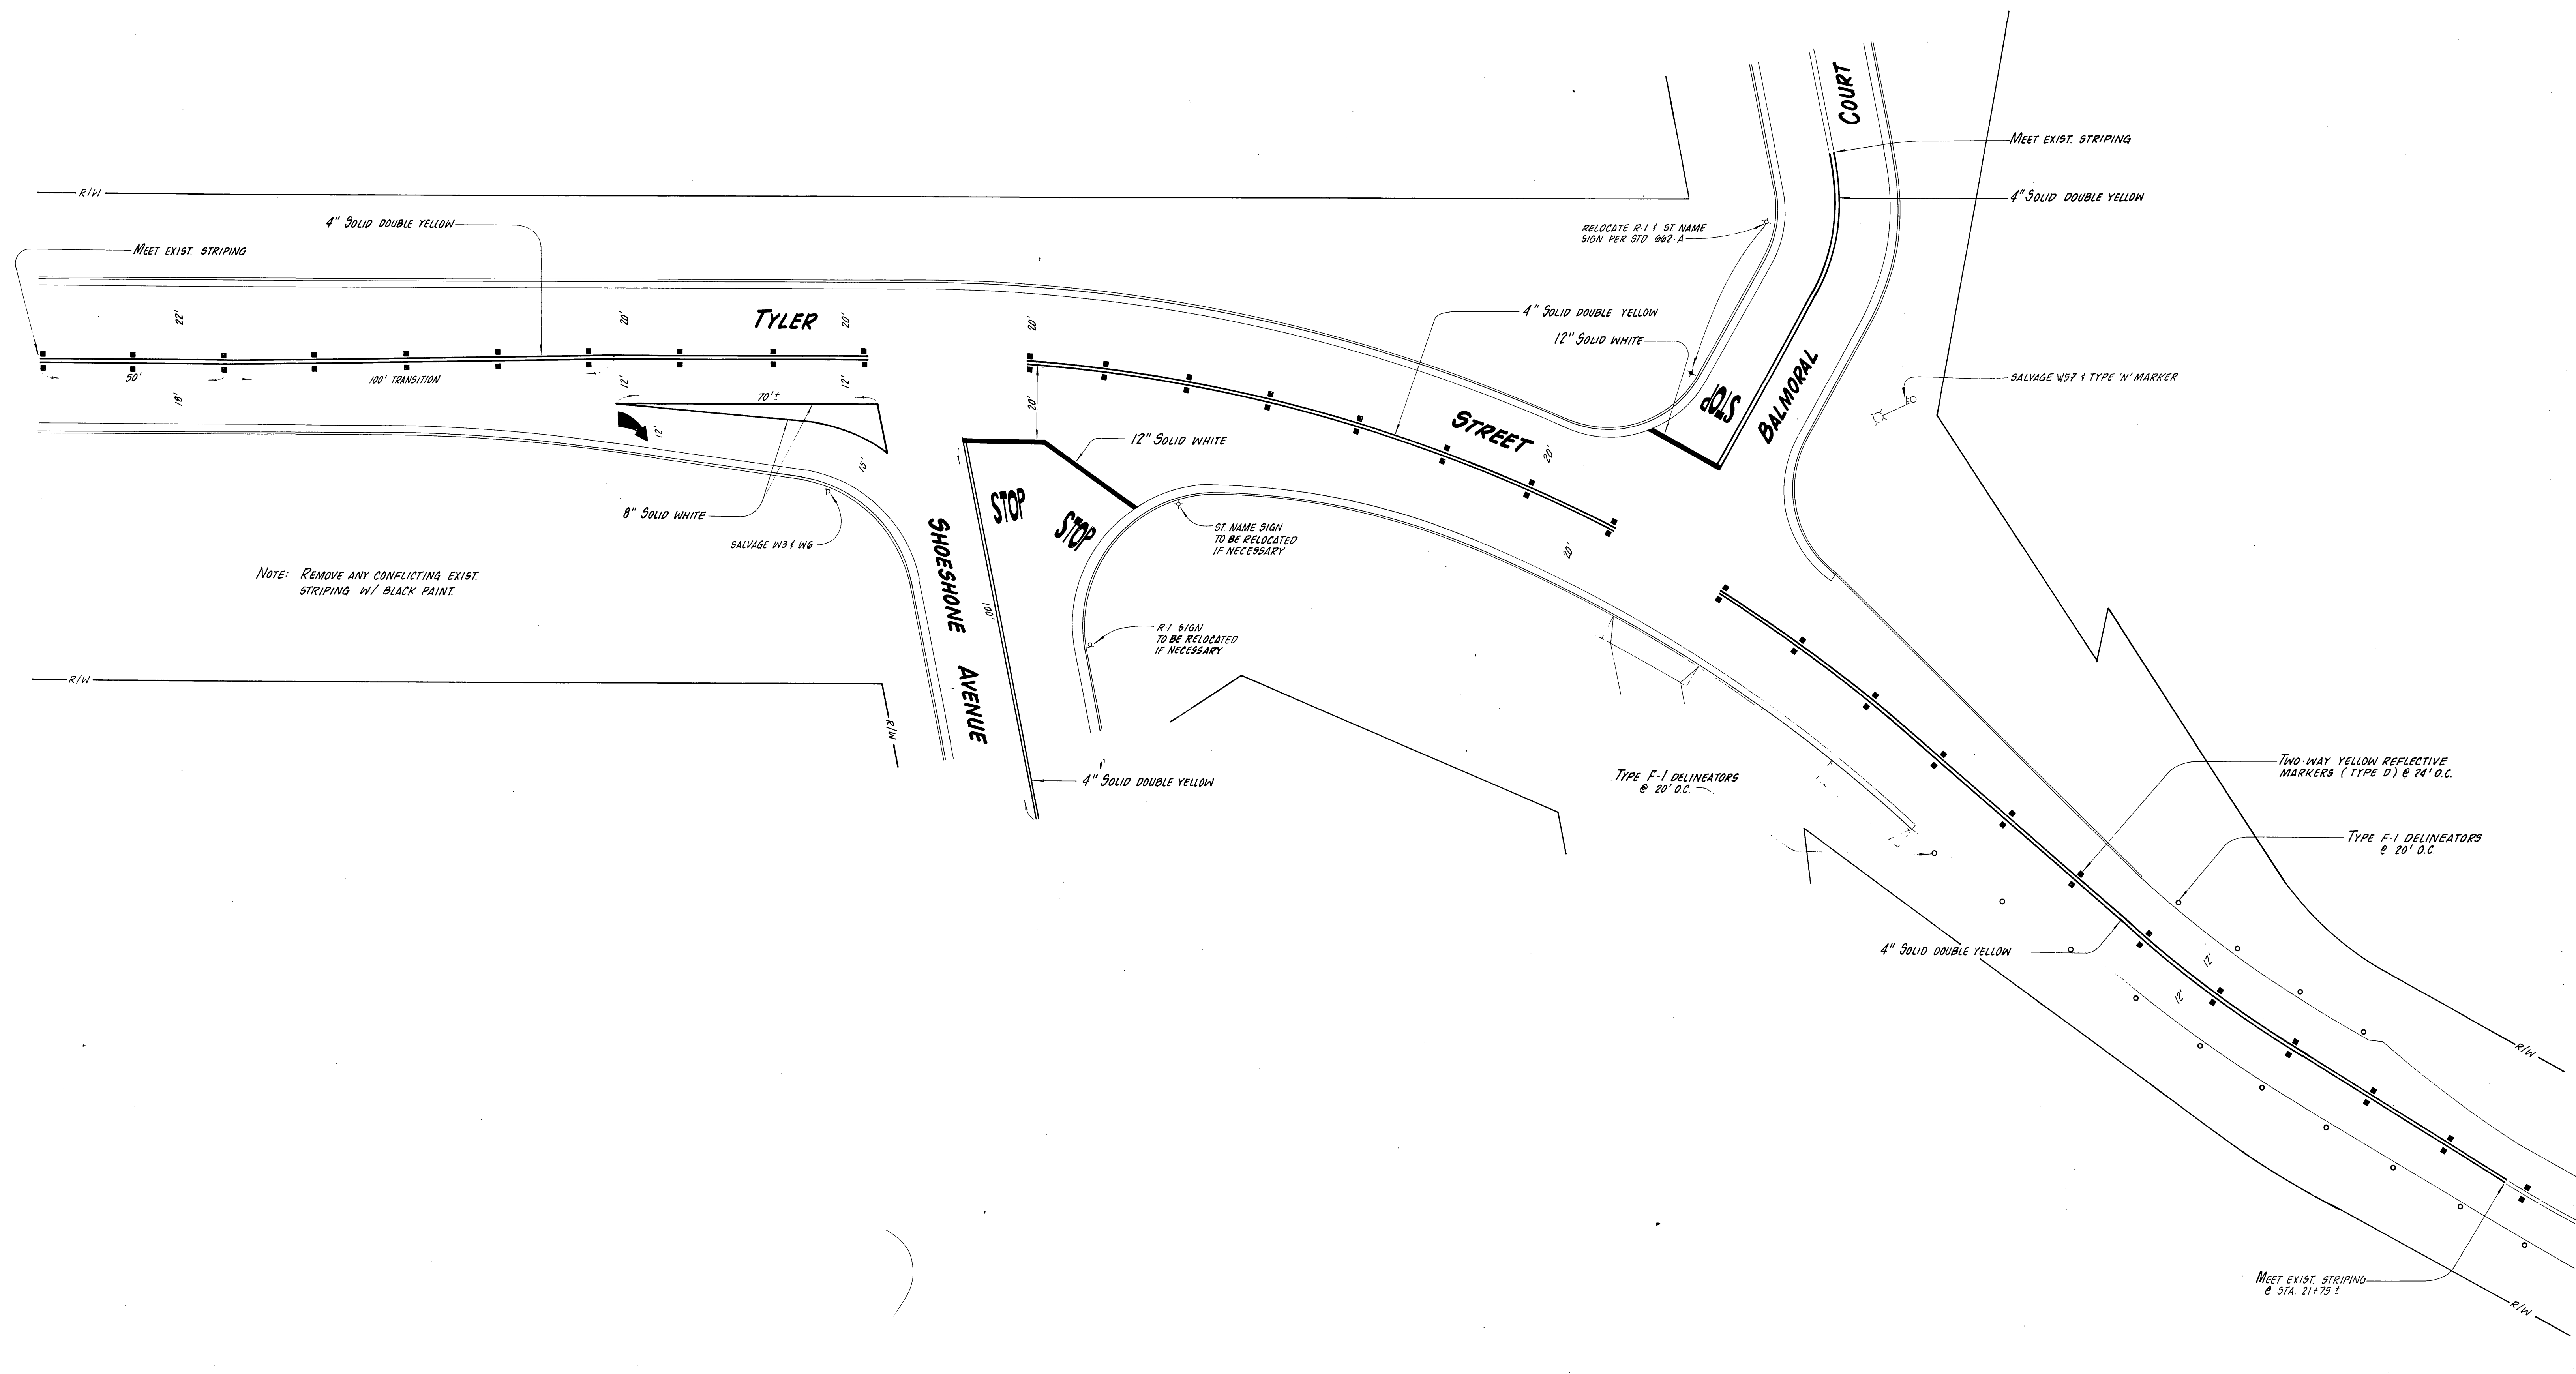 COURT
MEET EXIST. STRIPING
4" SOLID DOUBLE YELLOW
R/W
4" SOLID DOUBLE YELLOW
MEET EXIST. STRIPING
RELOCATE R-1 & ST. NAME
SIGN PER STD. 662-A
22'
20'
TYLER
20'
20'
4" SOLID DOUBLE YELLOW
12" SOLID WHITE
50'
100' TRANSITION
18'
12'
12'
70'±
12'
15'
20'
STOP
BALMORAL
SALVAGE W57 & TYPE 'N' MARKER
STREET
20'
20'
12" SOLID WHITE
8" SOLID WHITE
SALVAGE W3 & W6
STOP
STOP
ST. NAME SIGN
TO BE RELOCATED
IF NECESSARY
NOTE: REMOVE ANY CONFLICTING EXIST.
STRIPING W/ BLACK PAINT.
SHOESHONE AVENUE
100'
R-1 SIGN
TO BE RELOCATED
IF NECESSARY
R/W
R/W
4" SOLID DOUBLE YELLOW
TYPE F-1 DELINEATORS
@ 20' O.C.
TWO-WAY YELLOW REFLECTIVE
MARKERS (TYPE D) @ 24' O.C.
TYPE F-1 DELINEATORS
@ 20' O.C.
4" SOLID DOUBLE YELLOW
12'
12'
R/W
MEET EXIST. STRIPING
@ STA. 21+75 ±
R/W